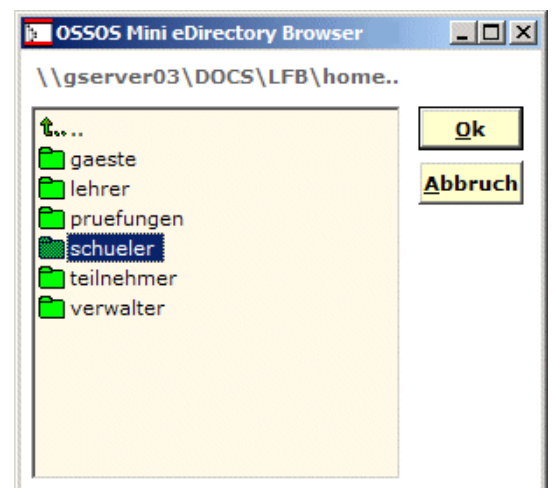 OSSOS Mini eDirectory Browser
\\gserver03\DOCS\LFB\home..
..
gaeste
lehrer
pruefungen
schueler
teilnehmer
verwalter
Ok
Abbruch